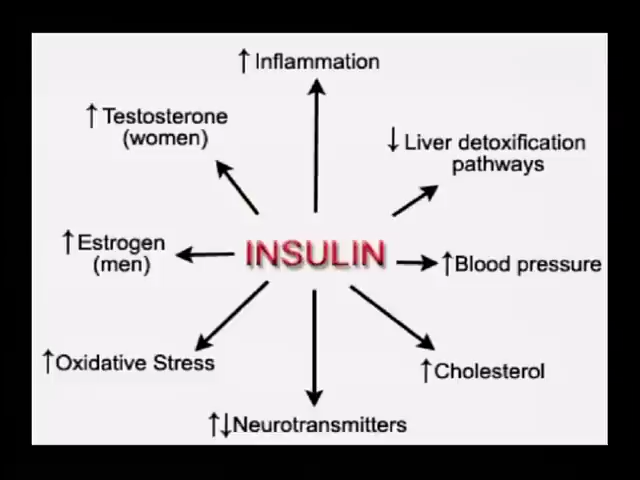 ↑Inflammation
↑Testosterone
(women)
↓Liver detoxification
pathways
↑Estrogen
(men)
INSULIN
↑Blood pressure
↑Oxidative Stress
↑Cholesterol
↑↓Neurotransmitters